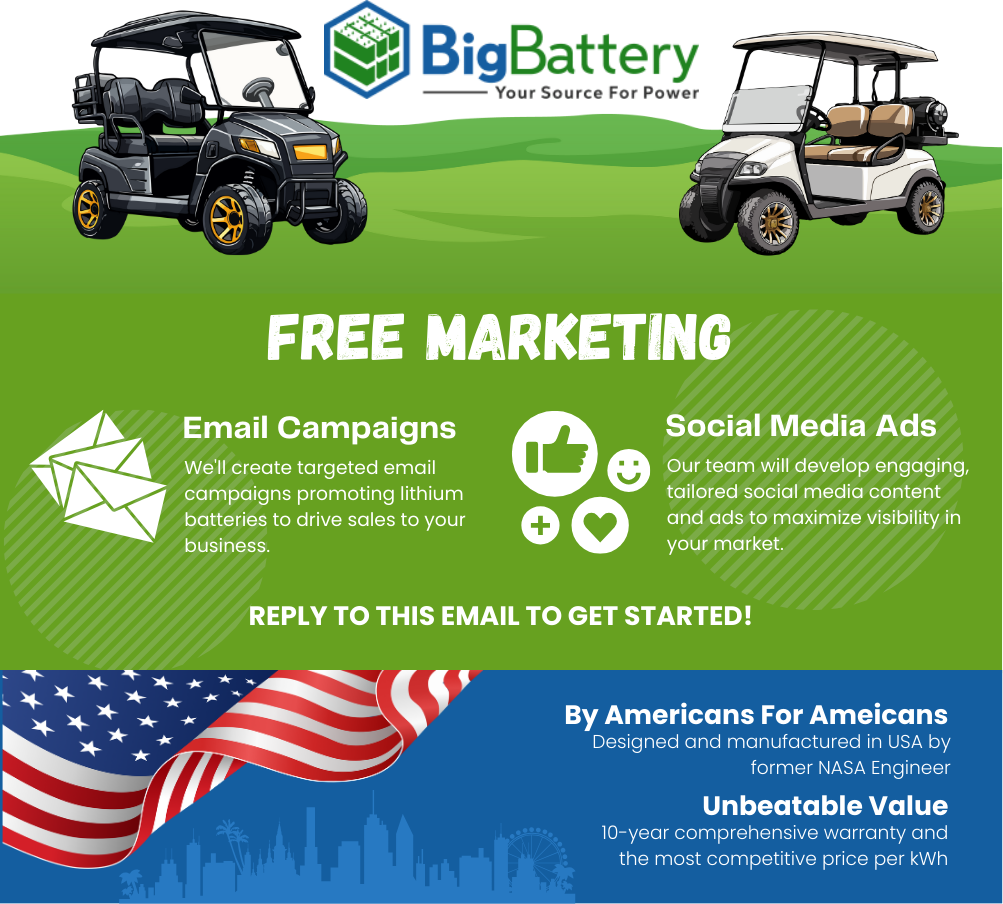 BigBattery
Your Source For Power
FREE MARKETING
Email Campaigns
We'll create targeted email
campaigns promoting lithium
batteries to drive sales to your
business.
Social Media Ads
Our team will develop engaging,
tailored social media content
and ads to maximize visibility in
your market.
REPLY TO THIS EMAIL TO GET STARTED!
By Americans For Ameicans
Designed and manufactured in USA by
former NASA Engineer
Unbeatable Value
10-year comprehensive warranty and
the most competitive price per kWh